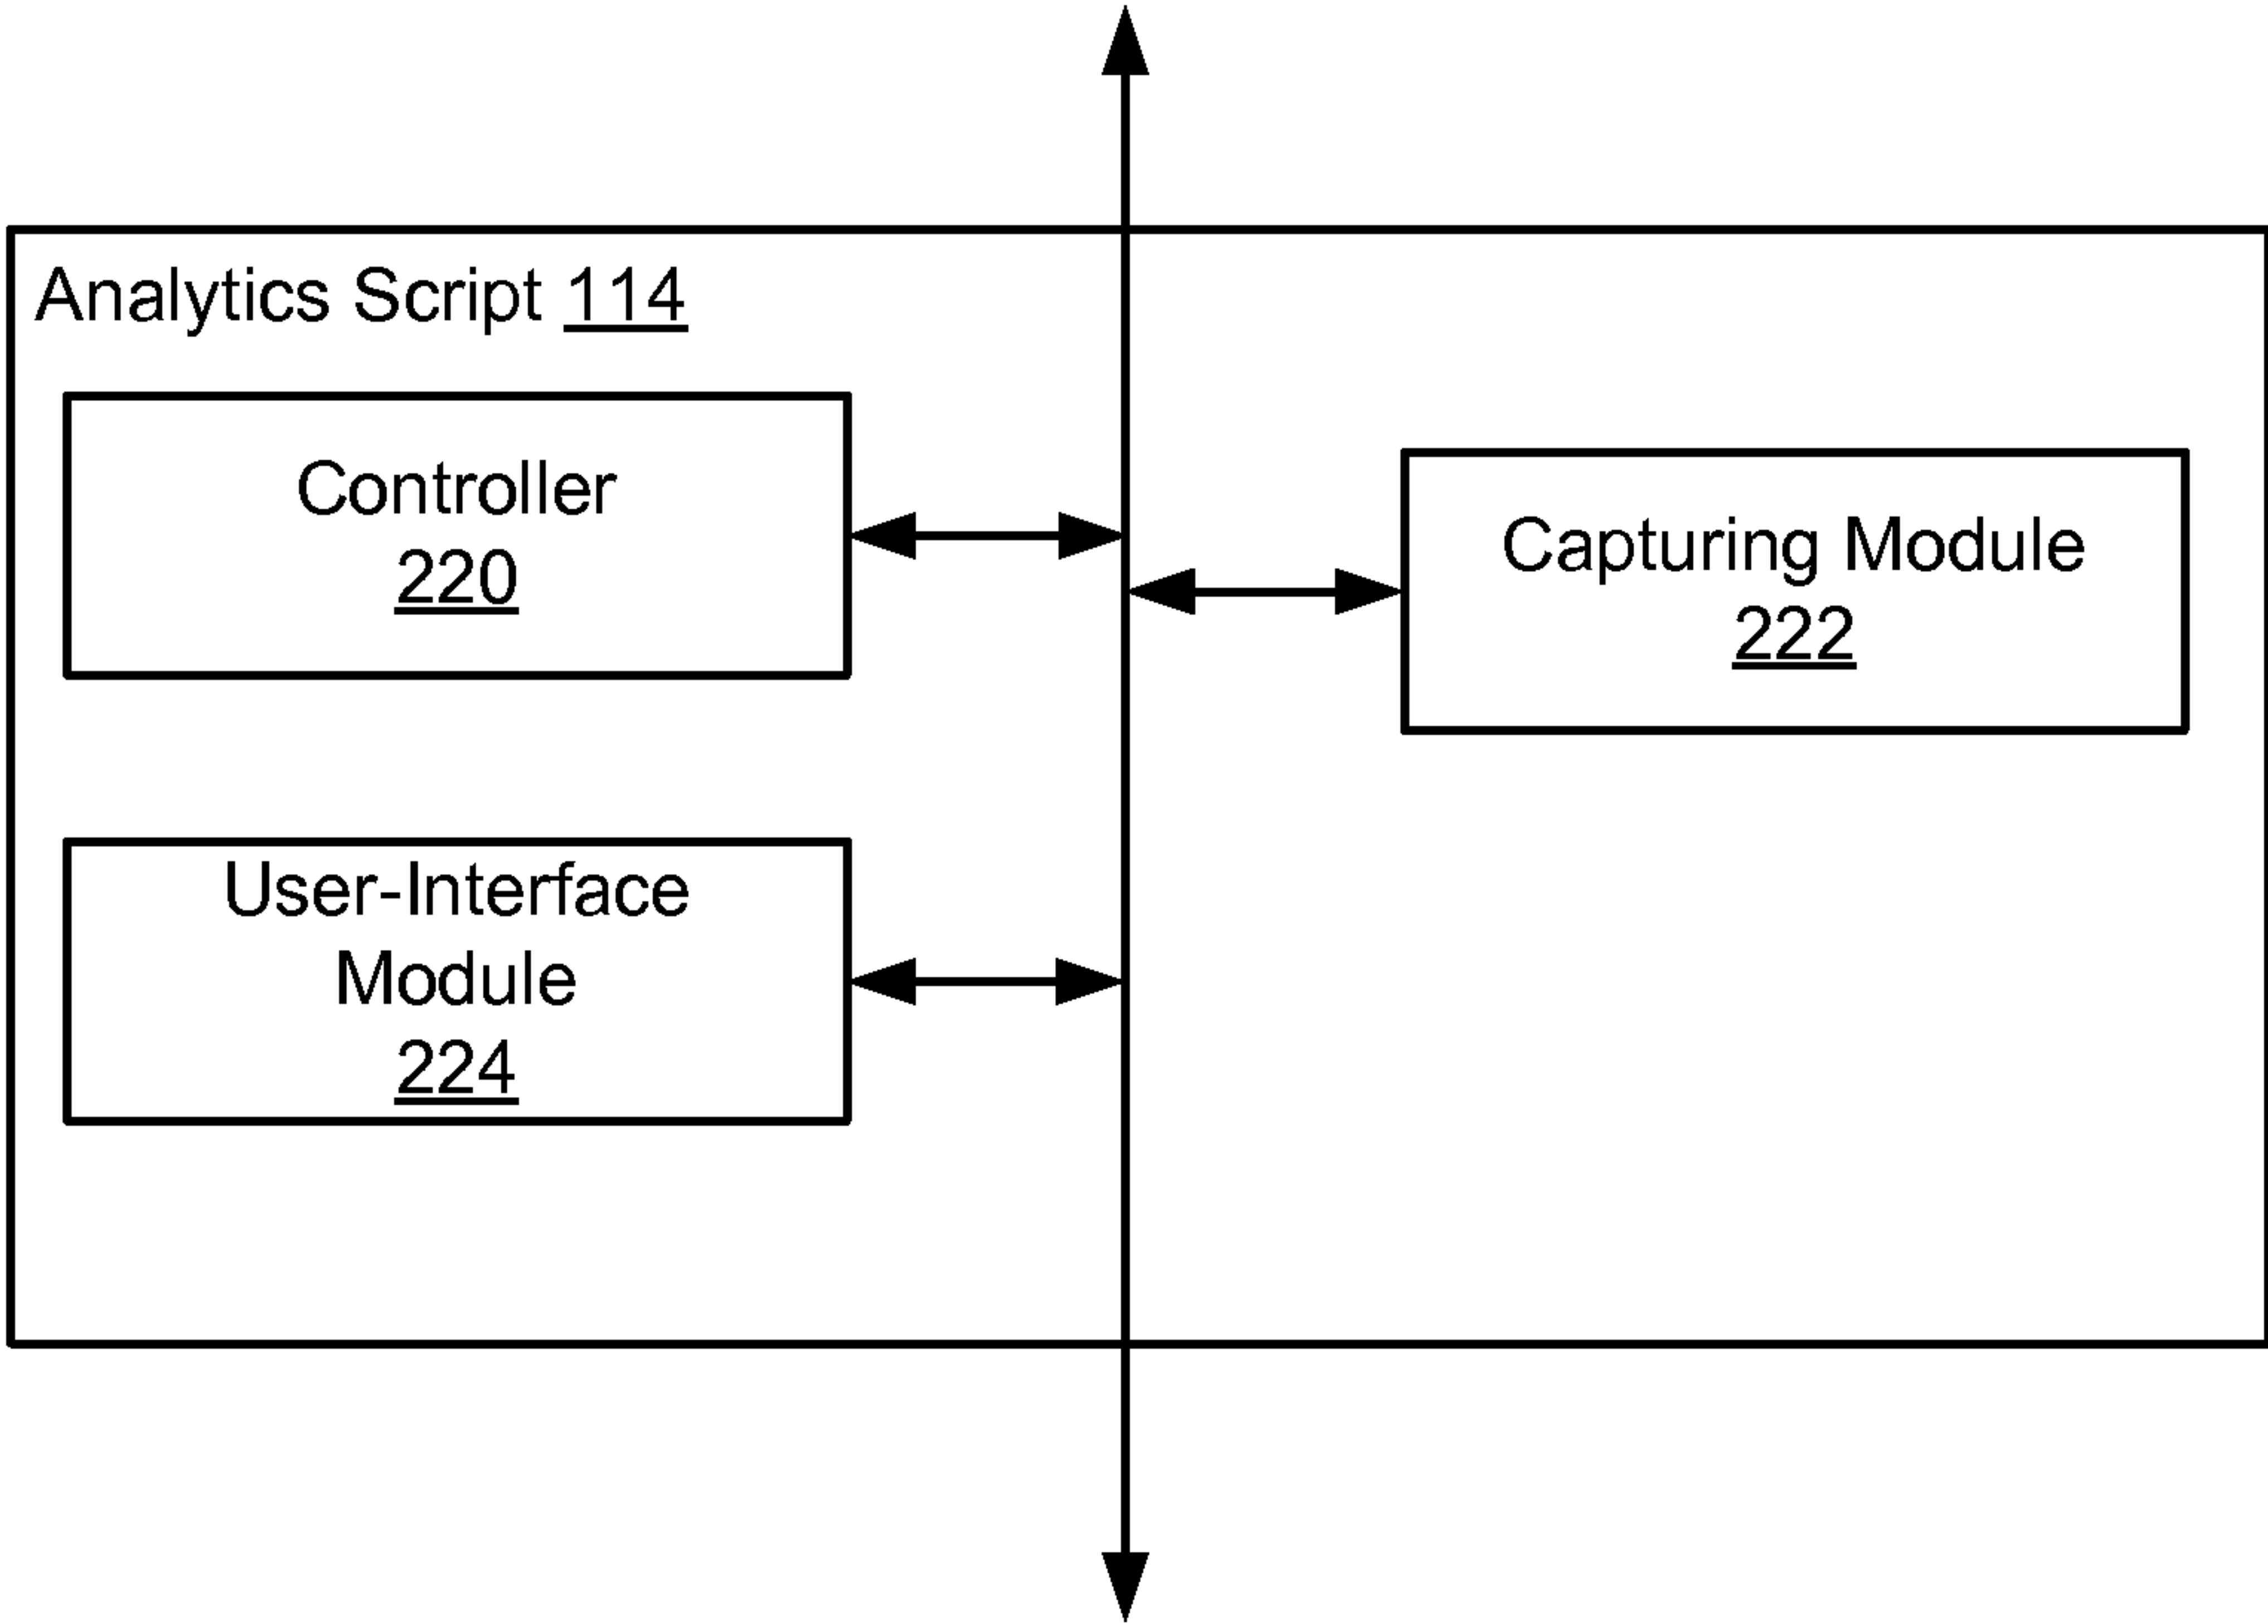 Analytics Script 114
Controller
220
Capturing Module
222
User-Interface
Module
224